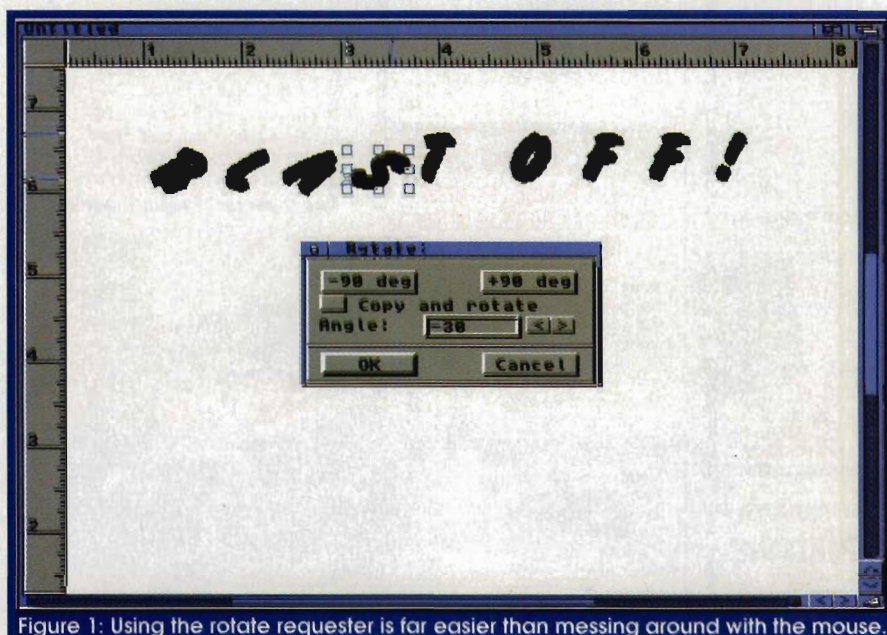 Untitled
1 2 3 4 5 6 7 8
7
6
5
4
3
2
BLAST OFF!
Rotate:
-90 deg +90 deg
Copy and rotate
Angle: -30 < >
OK Cancel
Figure 1: Using the rotate requester is far easier than messing around with the mouse